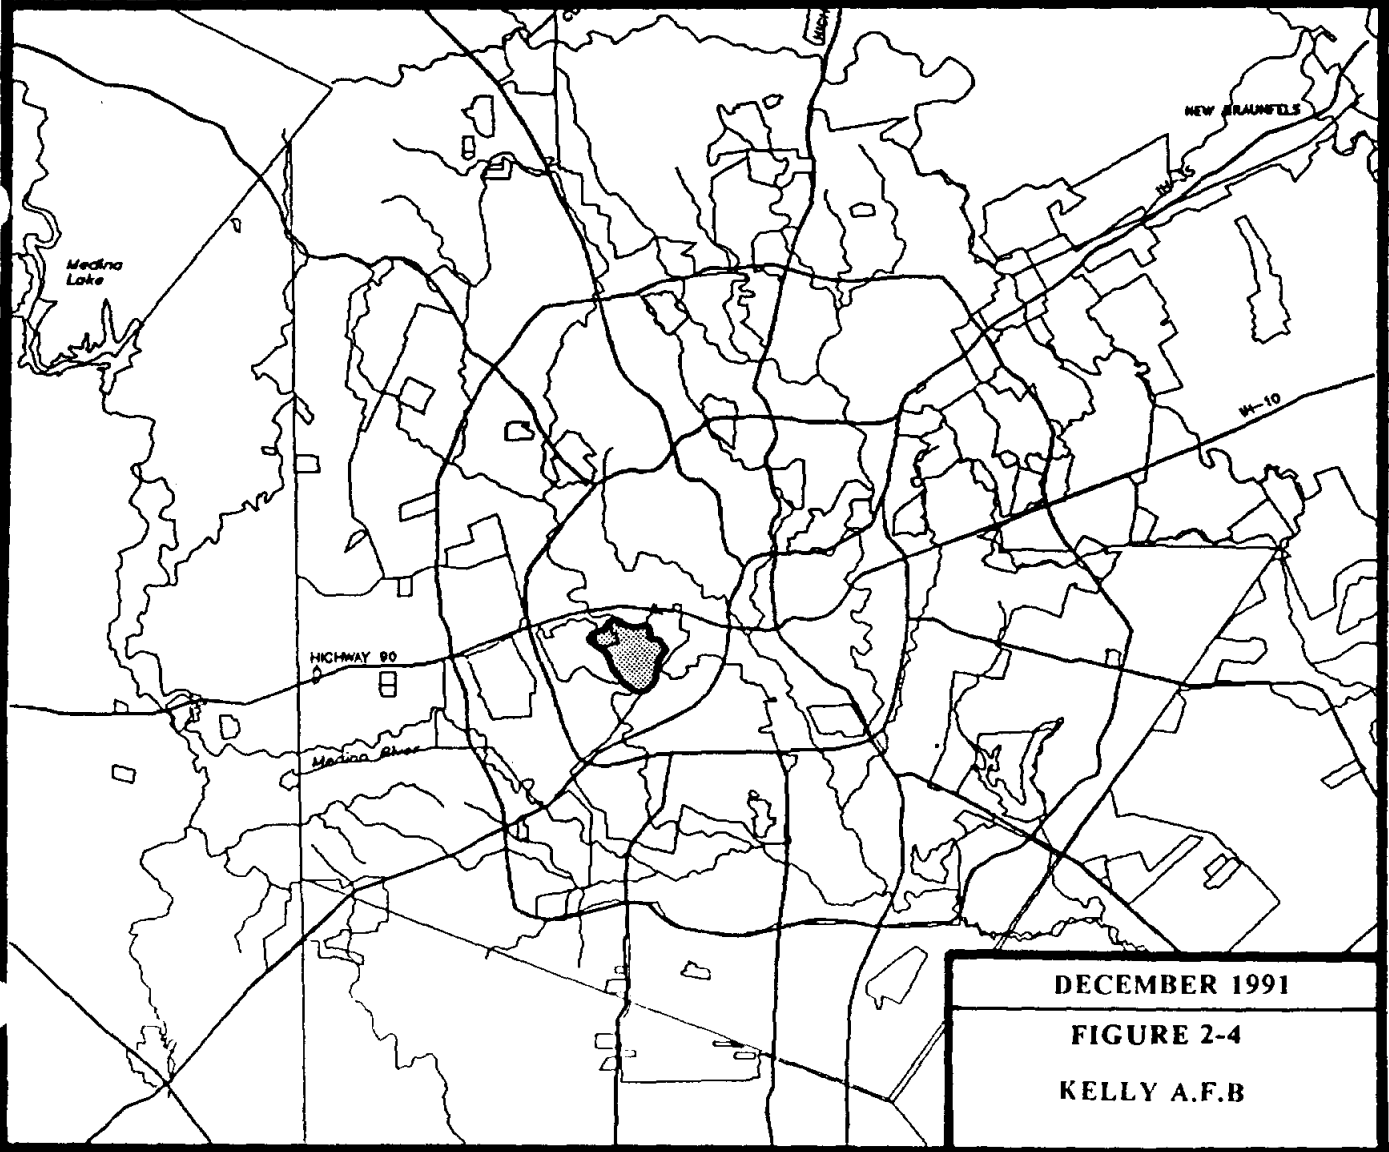 NEW BRAUNFELS
IH-35
Medina
Lake
IH-10
HIGHWAY 90
Medina River
DECEMBER 1991
FIGURE 2-4
KELLY A.F.B